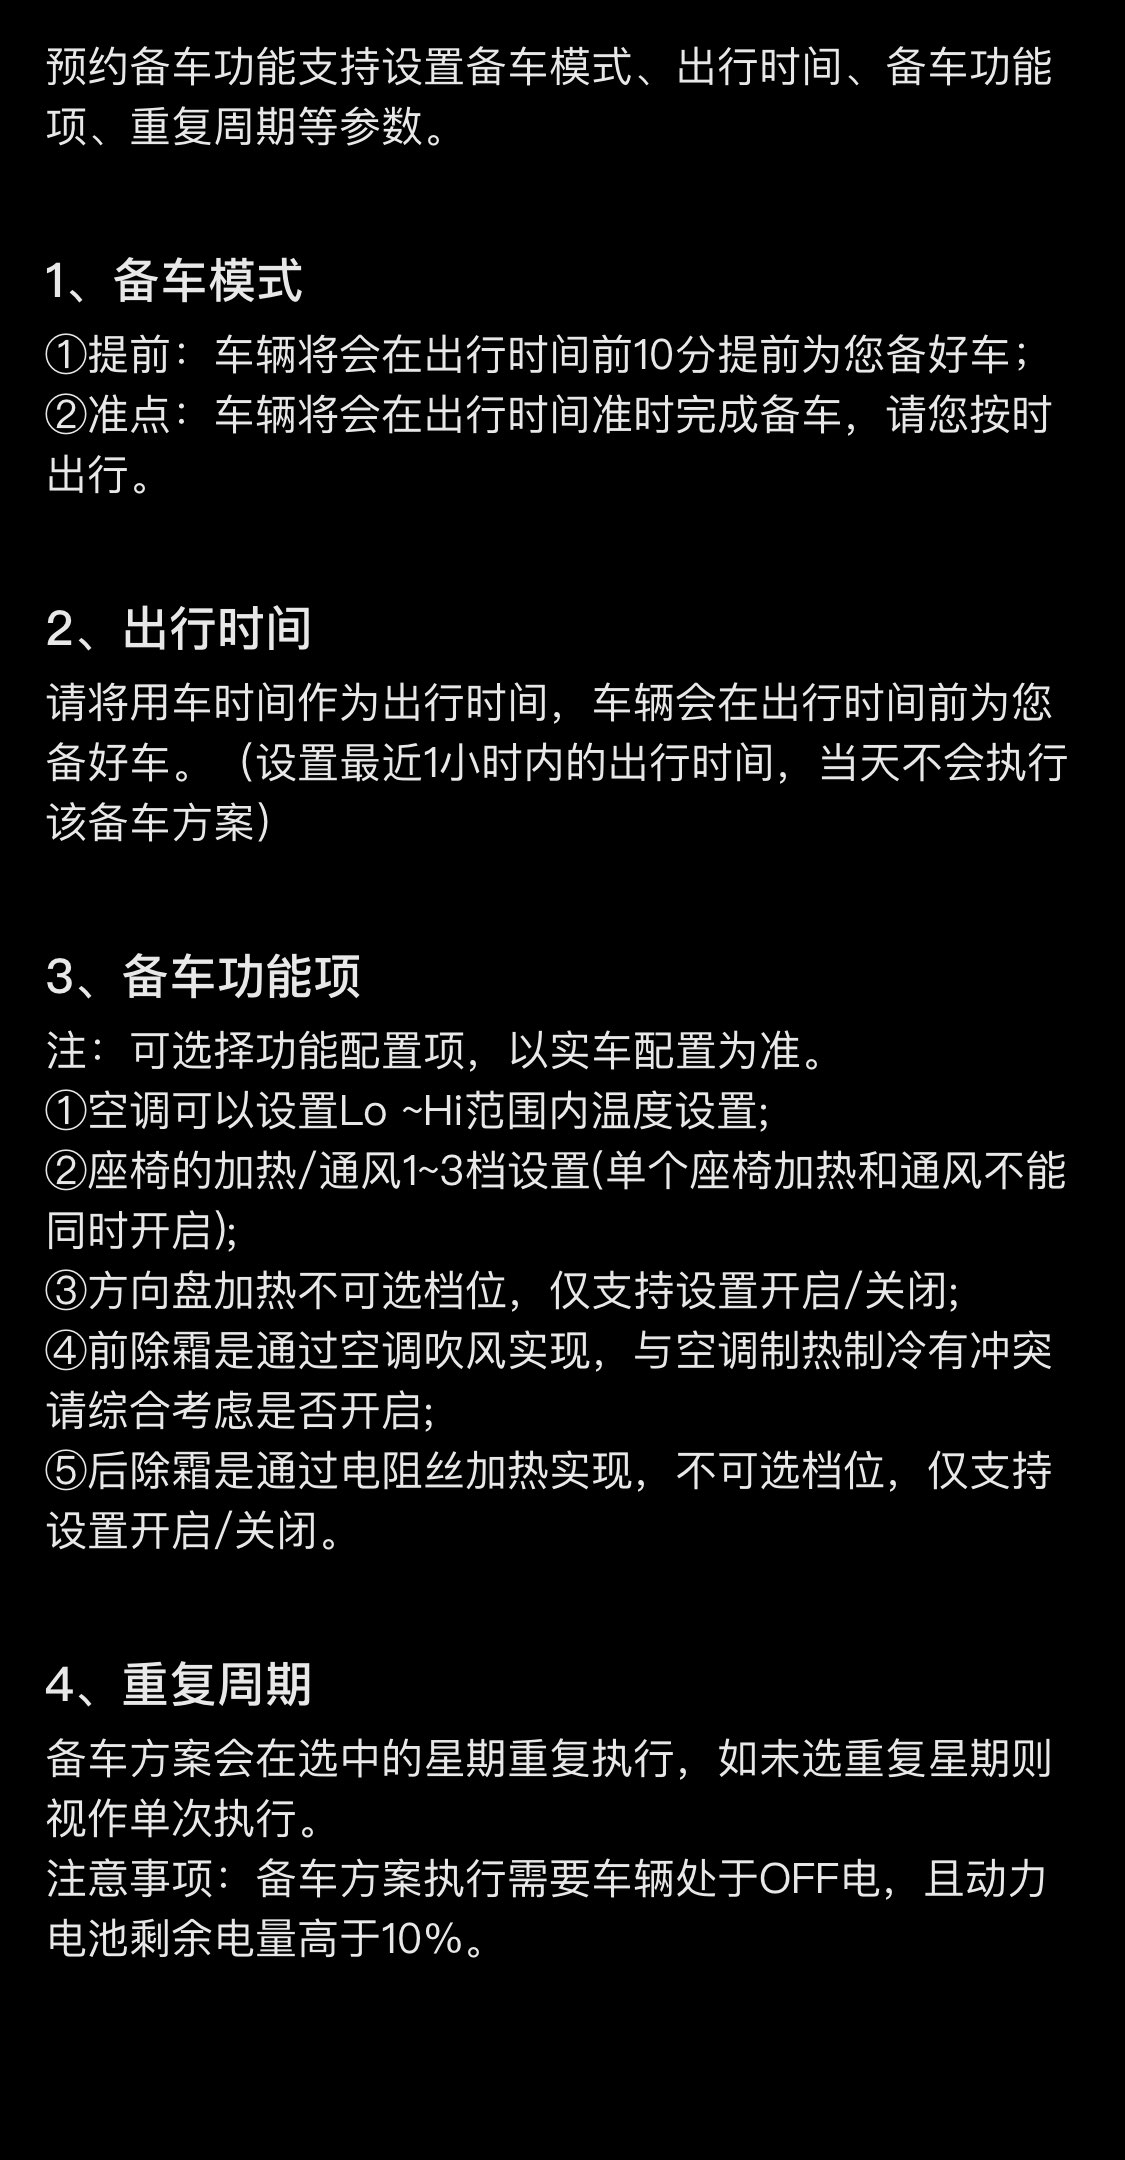 预约备车功能支持设置备车模式、出行时间、备车功能
项、重复周期等参数。
1、备车模式
①提前：车辆将会在出行时间前10分提前为您备好车；
②准点：车辆将会在出行时间准时完成备车，请您按时
出行。
2、出行时间
请将用车时间作为出行时间，车辆会在出行时间前为您
备好车。（设置最近1小时内的出行时间，当天不会执行
该备车方案）
3、备车功能项
注：可选择功能配置项，以实车配置为准。
①空调可以设置Lo ~Hi范围内温度设置;
②座椅的加热/通风1~3档设置(单个座椅加热和通风不能
同时开启);
③方向盘加热不可选档位，仅支持设置开启/关闭;
④前除霜是通过空调吹风实现，与空调制热制冷有冲突
请综合考虑是否开启;
⑤后除霜是通过电阻丝加热实现，不可选档位，仅支持
设置开启/关闭。
4、重复周期
备车方案会在选中的星期重复执行，如未选重复星期则
视作单次执行。
注意事项：备车方案执行需要车辆处于OFF电，且动力
电池剩余电量高于10%。